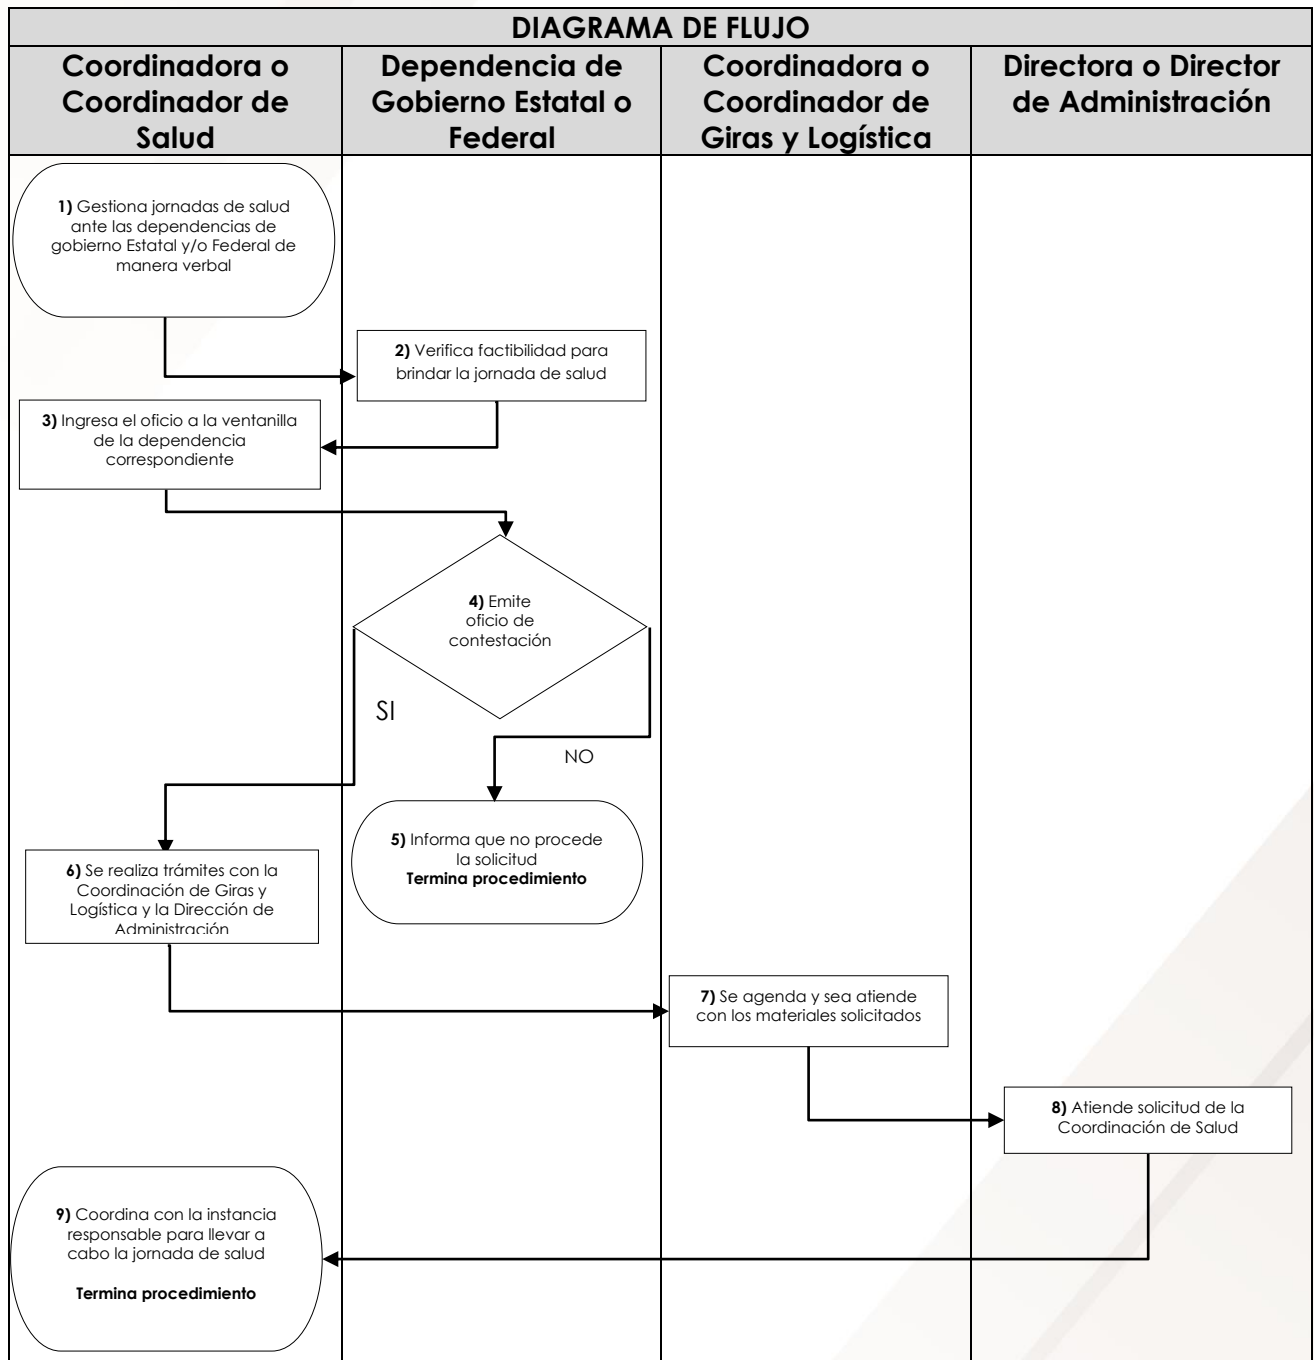 DIAGRAMA DE FLUJO
Coordinadora o
Coordinador de
Salud
Dependencia de
Gobierno Estatal o
Federal
Coordinadora o
Coordinador de
Giras y Logística
Directora o Director
de Administración
1) Gestiona jornadas de salud
ante las dependencias de
gobierno Estatal y/o Federal de
manera verbal
2) Verifica factibilidad para
brindar la jornada de salud
3) Ingresa el oficio a la ventanilla
de la dependencia
correspondiente
4) Emite
oficio de
contestación
SI
NO
5) Informa que no procede
la solicitud
Termina procedimiento
6) Se realiza trámites con la
Coordinación de Giras y
Logística y la Dirección de
Administración
7) Se agenda y sea atiende
con los materiales solicitados
8) Atiende solicitud de la
Coordinación de Salud
9) Coordina con la instancia
responsable para llevar a
cabo la jornada de salud
Termina procedimiento